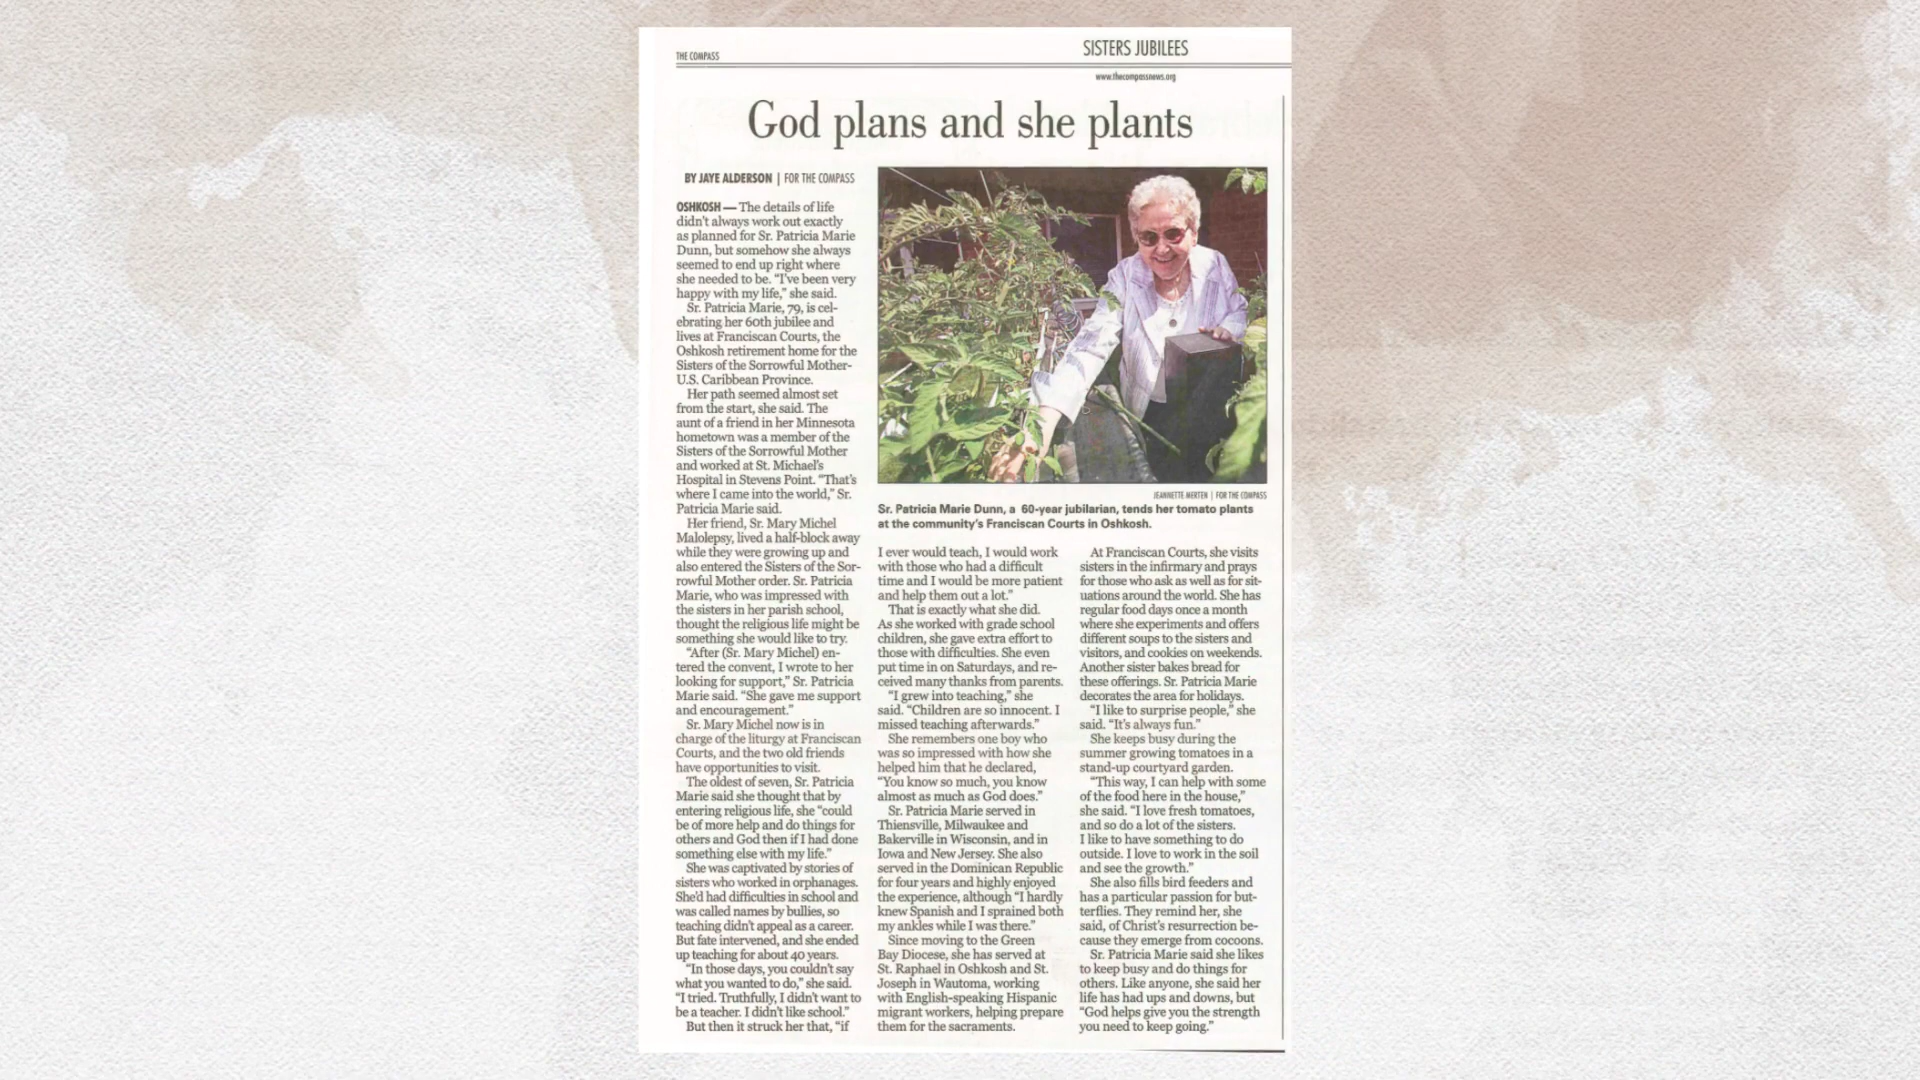 THE COMPASS
SISTERS JUBILEES
www.thecompassnews.org
God plans and she plants
BY JAYE ALDERSON | FOR THE COMPASS
OSHKOSH — The details of life
didn't always work out exactly
as planned for Sr. Patricia Marie
Dunn, but somehow she always
seemed to end up right where
she needed to be. “I've been very
happy with my life,” she said.
Sr. Patricia Marie, 79, is cel-
ebrating her 60th jubilee and
lives at Franciscan Courts, the
Oshkosh retirement home for the
Sisters of the Sorrowful Mother-
U.S. Caribbean Province.
Her path seemed almost set
from the start, she said. The
aunt of a friend in her Minnesota
hometown was a member of the
Sisters of the Sorrowful Mother
and worked at St. Michael's
Hospital in Stevens Point. “That's
where I came into the world,” Sr.
Patricia Marie said.
Her friend, Sr. Mary Michel
Malolepsy, lived a half-block away
while they were growing up and
also entered the Sisters of the Sor-
rowful Mother order. Sr. Patricia
Marie, who was impressed with
the sisters in her parish school,
thought the religious life might be
something she would like to try.
“After (Sr. Mary Michel) en-
tered the convent, I wrote to her
looking for support,” Sr. Patricia
Marie said. “She gave me support
and encouragement.”
Sr. Mary Michel now is in
charge of the liturgy at Franciscan
Courts, and the two old friends
have opportunities to visit.
The oldest of seven, Sr. Patricia
Marie said she thought that by
entering religious life, she “could
be of more help and do things for
others and God then if I had done
something else with my life.”
She was captivated by stories of
sisters who worked in orphanages.
She'd had difficulties in school and
was called names by bullies, so
teaching didn't appeal as a career.
But fate intervened, and she ended
up teaching for about 40 years.
“In those days, you couldn't say
what you wanted to do,” she said.
“I tried. Truthfully, I didn't want to
be a teacher. I didn't like school.”
But then it struck her that, “if
JEANNETTE MERTEN | FOR THE COMPASS
Sr. Patricia Marie Dunn, a 60-year jubilarian, tends her tomato plants
at the community's Franciscan Courts in Oshkosh.
I ever would teach, I would work
with those who had a difficult
time and I would be more patient
and help them out a lot.”
That is exactly what she did.
As she worked with grade school
children, she gave extra effort to
those with difficulties. She even
put time in on Saturdays, and re-
ceived many thanks from parents.
“I grew into teaching,” she
said. “Children are so innocent. I
missed teaching afterwards.”
She remembers one boy who
was so impressed with how she
helped him that he declared,
“You know so much, you know
almost as much as God does.”
Sr. Patricia Marie served in
Thiensville, Milwaukee and
Bakerville in Wisconsin, and in
Iowa and New Jersey. She also
served in the Dominican Republic
for four years and highly enjoyed
the experience, although “I hardly
knew Spanish and I sprained both
my ankles while I was there.”
Since moving to the Green
Bay Diocese, she has served at
St. Raphael in Oshkosh and St.
Joseph in Wautoma, working
with English-speaking Hispanic
migrant workers, helping prepare
them for the sacraments.
At Franciscan Courts, she visits
sisters in the infirmary and prays
for those who ask as well as for sit-
uations around the world. She has
regular food days once a month
where she experiments and offers
different soups to the sisters and
visitors, and cookies on weekends.
Another sister bakes bread for
these offerings. Sr. Patricia Marie
decorates the area for holidays.
“I like to surprise people,” she
said. “It's always fun.”
She keeps busy during the
summer growing tomatoes in a
stand-up courtyard garden.
“This way, I can help with some
of the food here in the house,”
she said. “I love fresh tomatoes,
and so do a lot of the sisters.
I like to have something to do
outside. I love to work in the soil
and see the growth.”
She also fills bird feeders and
has a particular passion for but-
terflies. They remind her, she
said, of Christ's resurrection be-
cause they emerge from cocoons.
Sr. Patricia Marie said she likes
to keep busy and do things for
others. Like anyone, she said her
life has had ups and downs, but
“God helps give you the strength
you need to keep going.”